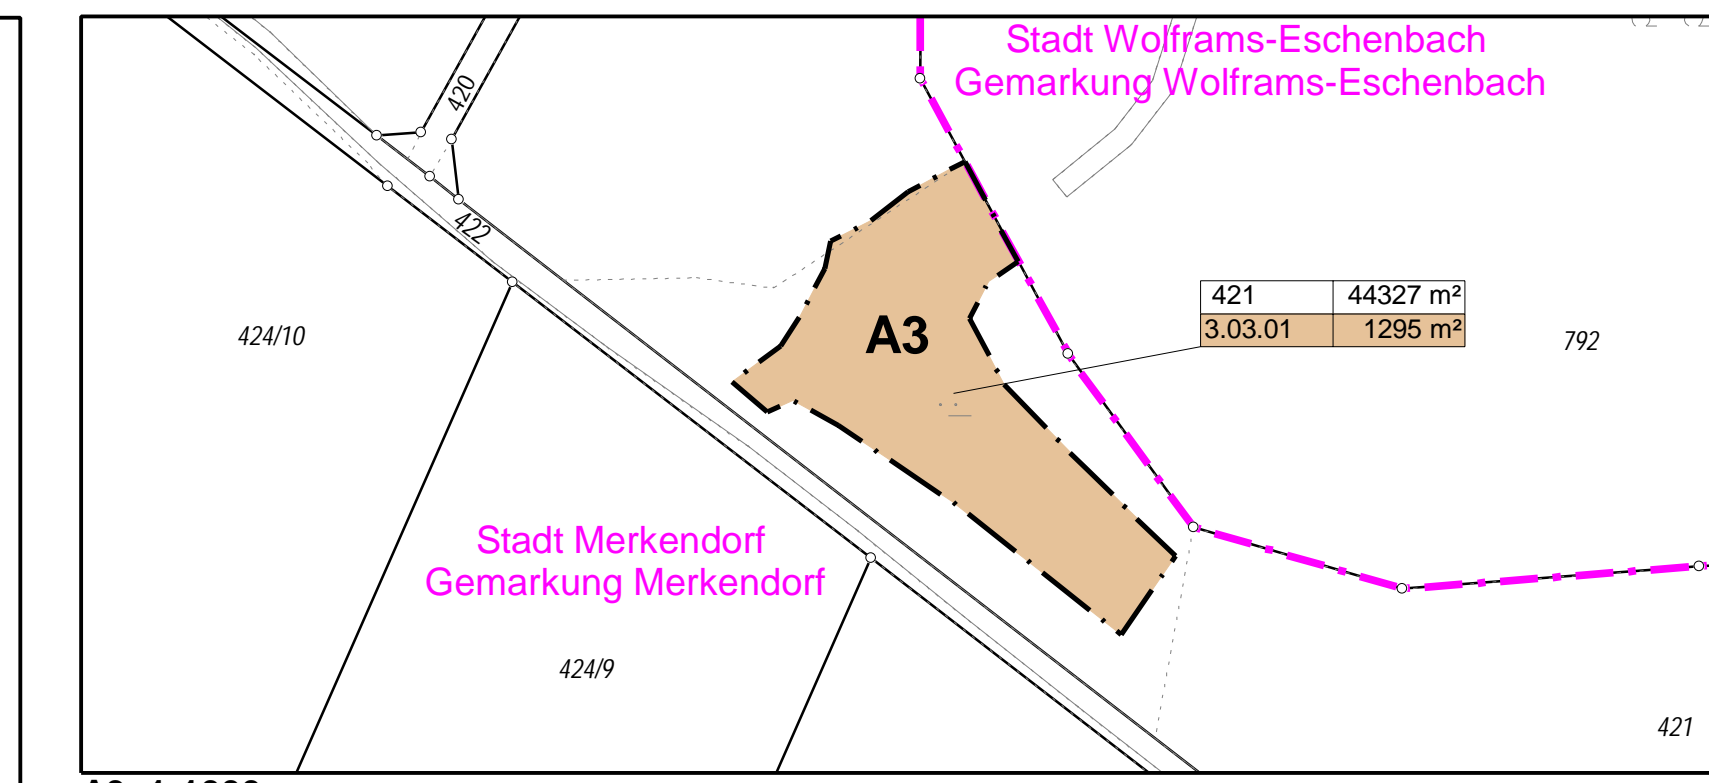 Stadt Wolframs-Eschenbach
Gemarkung Wolframs-Eschenbach
420
422
421 44327 m²
3.03.01 1295 m²
A3
424/10
792
Stadt Merkendorf
Gemarkung Merkendorf
424/9
421